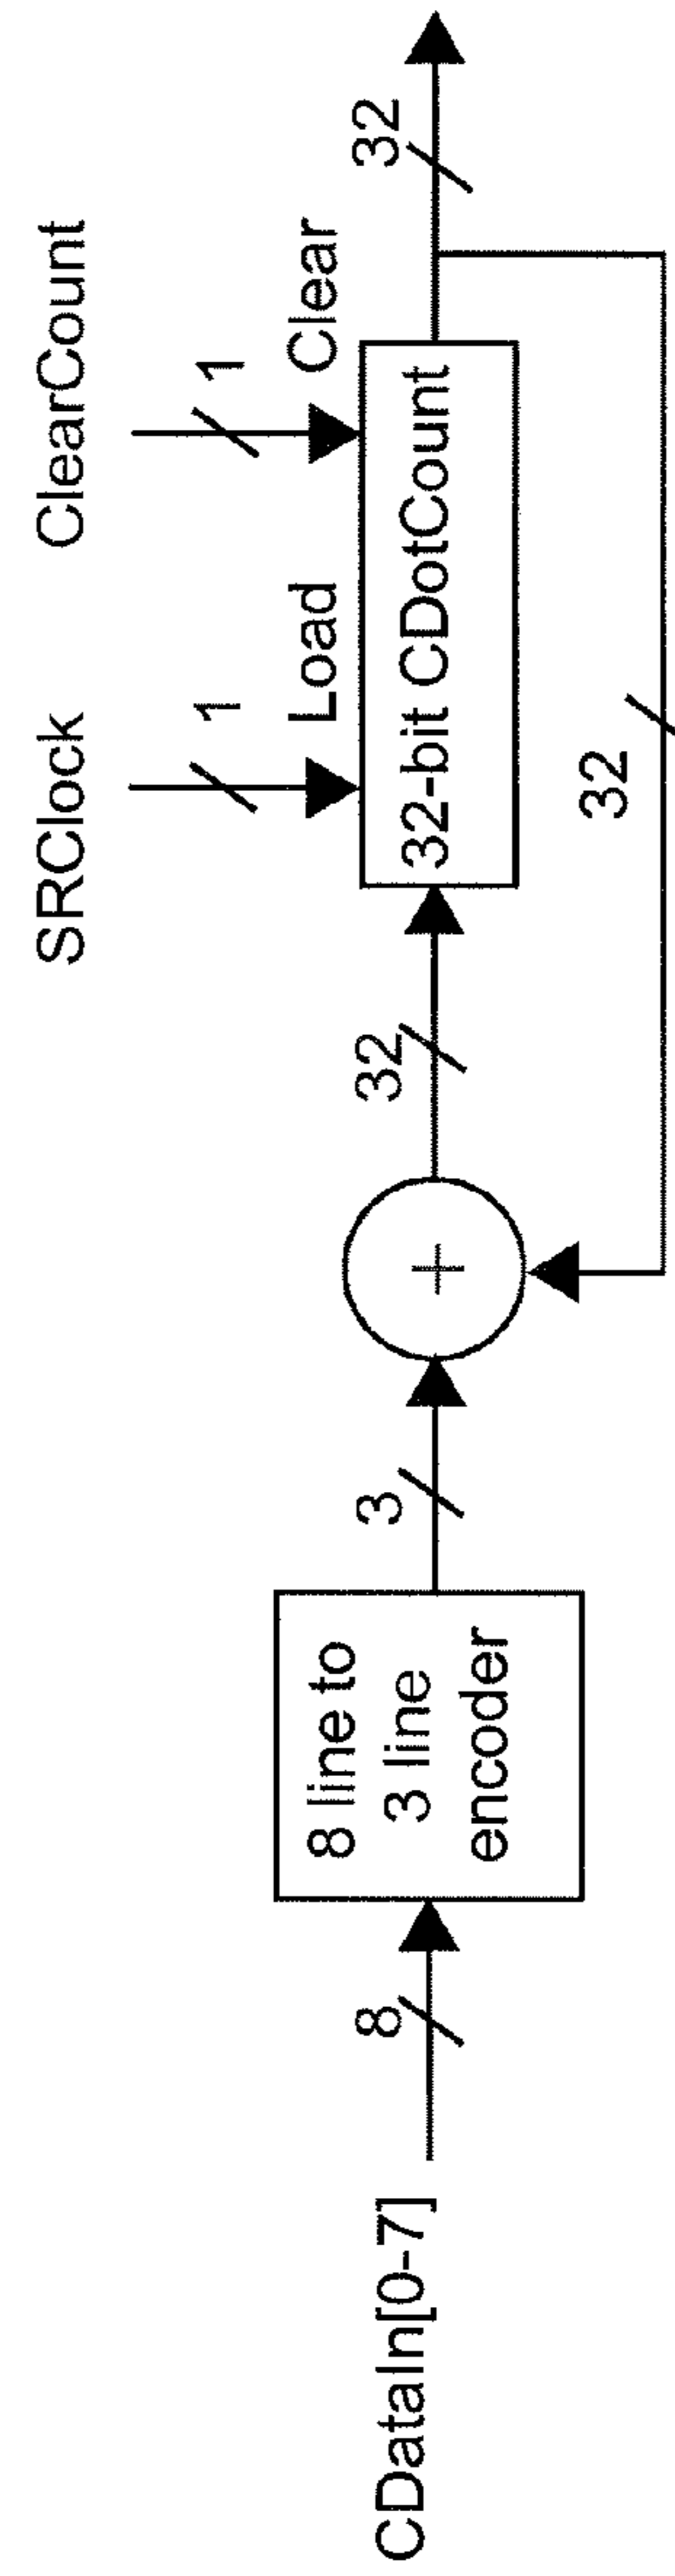 SRClock
ClearCount
1
1
Load
Clear
CDataIn[0-7]
8
8 line to
3 line
encoder
3
+
32
32-bit CDotCount
32
32